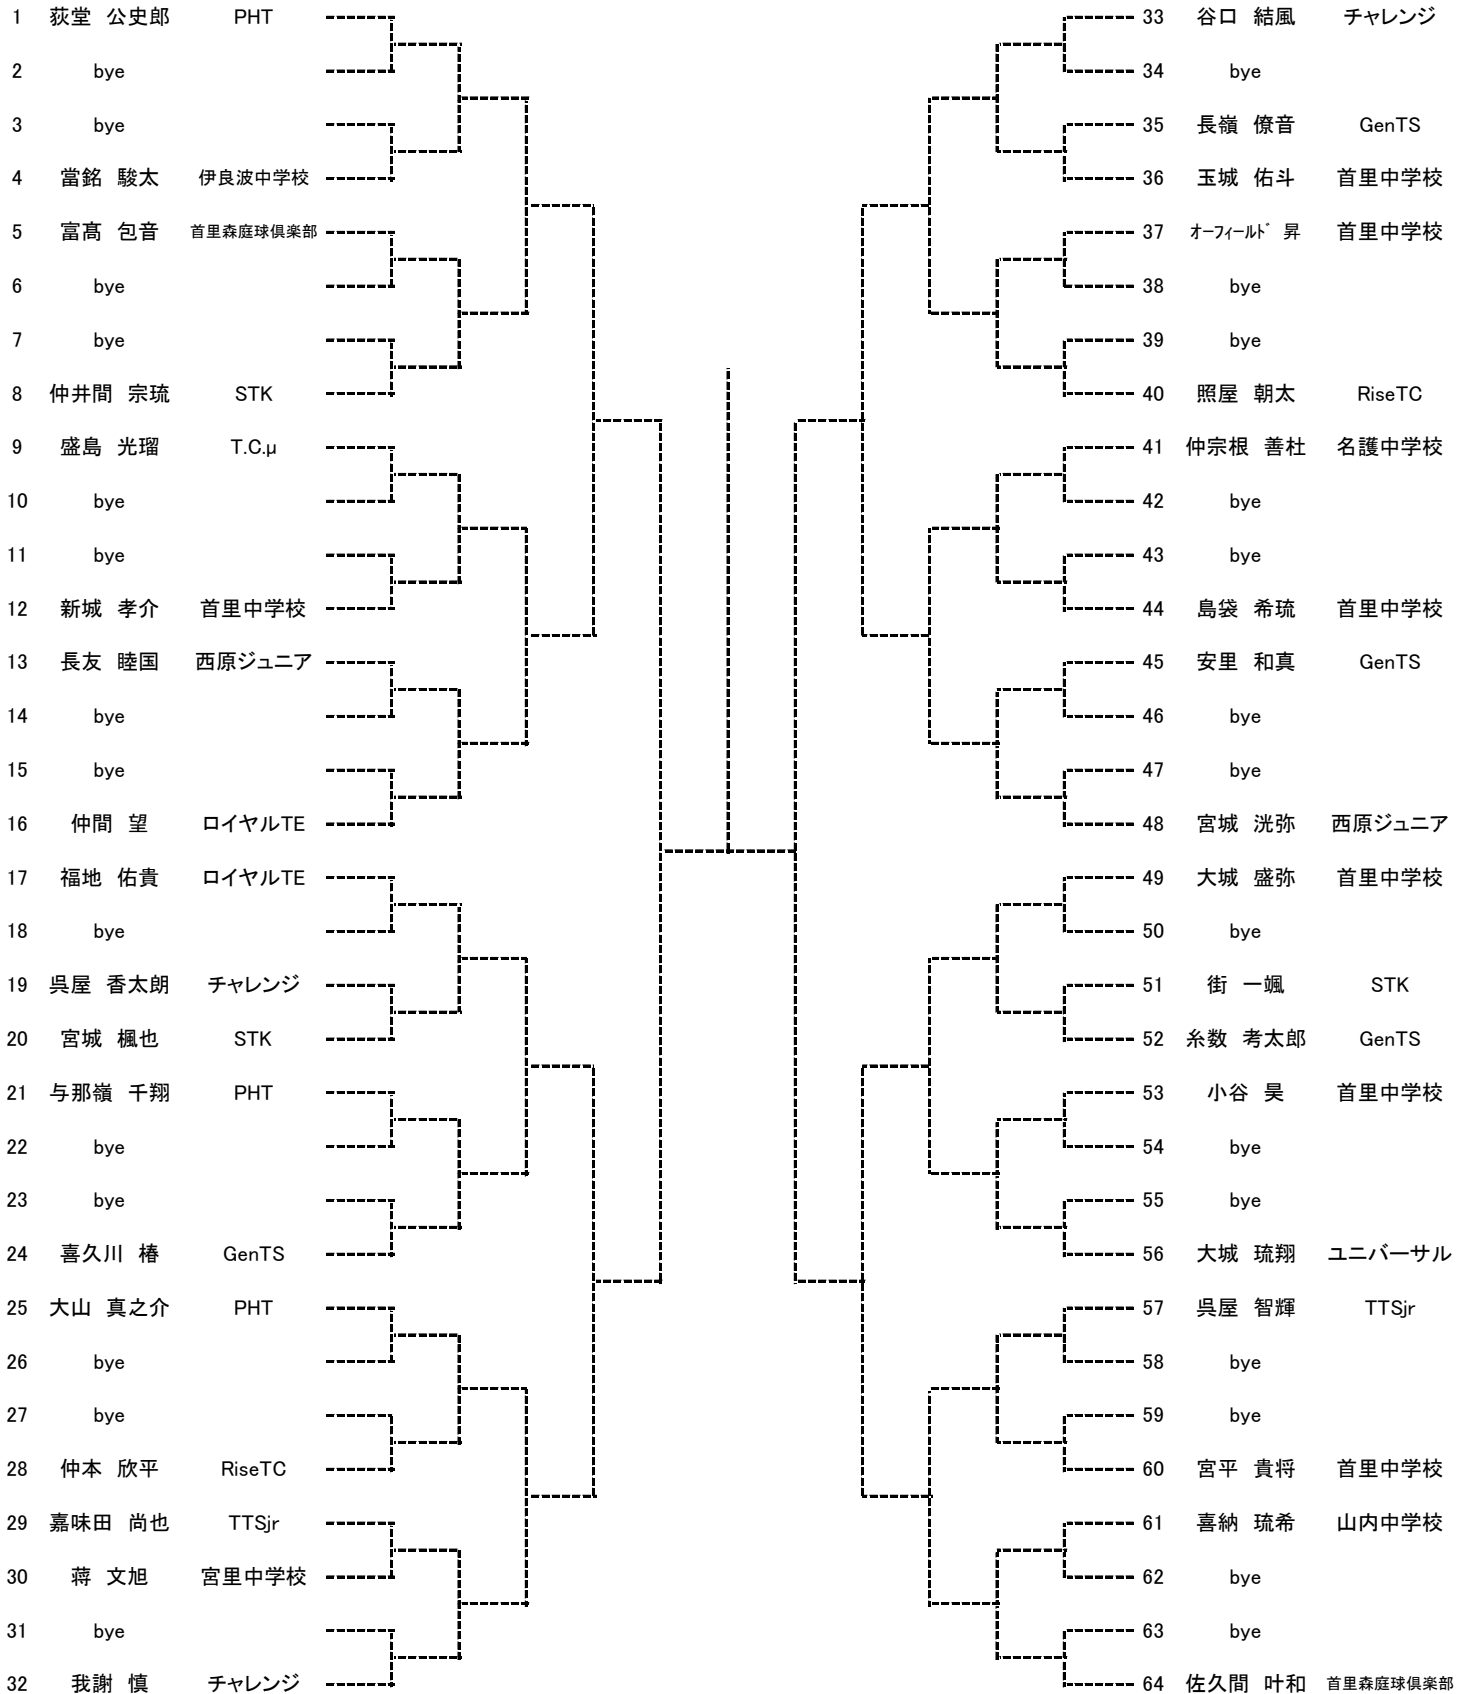 1 荻堂 公史郎 PHT
2 bye
3 bye
4 當銘 駿太 伊良波中学校
5 富髙 包音 首里森庭球倶楽部
6 bye
7 bye
8 仲井間 宗琉 STK
9 盛島 光瑠 T.C.μ
10 bye
11 bye
12 新城 孝介 首里中学校
13 長友 睦国 西原ジュニア
14 bye
15 bye
16 仲間 望 ロイヤルTE
17 福地 佑貴 ロイヤルTE
18 bye
19 呉屋 香太朗 チャレンジ
20 宮城 楓也 STK
21 与那嶺 千翔 PHT
22 bye
23 bye
24 喜久川 椿 GenTS
25 大山 真之介 PHT
26 bye
27 bye
28 仲本 欣平 RiseTC
29 嘉味田 尚也 TTSjr
30 蒋 文旭 宮里中学校
31 bye
32 我謝 慎 チャレンジ
33 谷口 結風 チャレンジ
34 bye
35 長嶺 僚音 GenTS
36 玉城 佑斗 首里中学校
37 オーフィールド 昇 首里中学校
38 bye
39 bye
40 照屋 朝太 RiseTC
41 仲宗根 善杜 名護中学校
42 bye
43 bye
44 島袋 希琉 首里中学校
45 安里 和真 GenTS
46 bye
47 bye
48 宮城 洸弥 西原ジュニア
49 大城 盛弥 首里中学校
50 bye
51 街 一颯 STK
52 糸数 考太郎 GenTS
53 小谷 昊 首里中学校
54 bye
55 bye
56 大城 琉翔 ユニバーサル
57 呉屋 智輝 TTSjr
58 bye
59 bye
60 宮平 貴将 首里中学校
61 喜納 琉希 山内中学校
62 bye
63 bye
64 佐久間 叶和 首里森庭球倶楽部